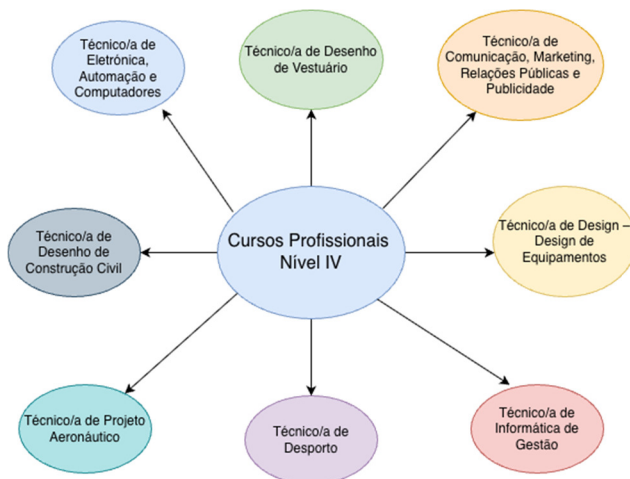 Técnico/a de
Eletrónica,
Automação e
Computadores
Técnico/a de Desenho
de Vestuário
Técnico/a de
Comunicação, Marketing,
Relações Públicas e
Publicidade
Técnico/a de
Desenho de
Construção Civil
Cursos Profissionais
Nível IV
Técnico/a de Design –
Design de
Equipamentos
Técnico/a de Projeto
Aeronáutico
Técnico/a de
Desporto
Técnico/a de
Informática de
Gestão